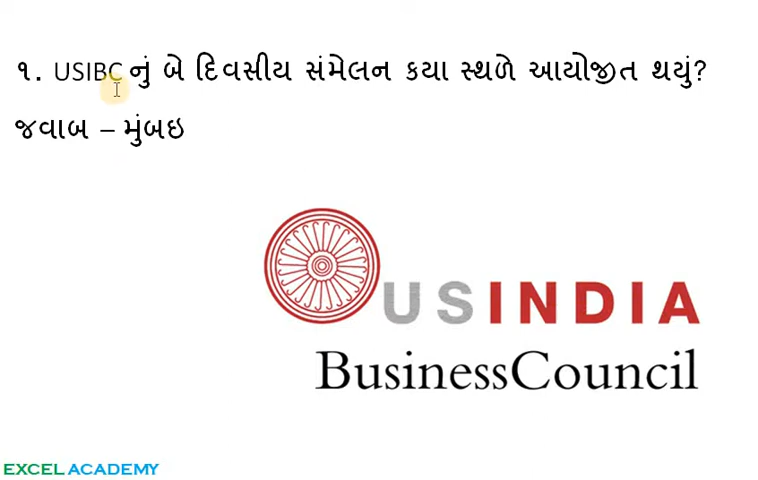 ૧. USIBC નું બે દિવસીય સંમેલન કયા સ્થળે આયોજીત થયું?
જવાબ – મુંબઇ
USINDIA
BusinessCouncil
EXCEL ACADEMY